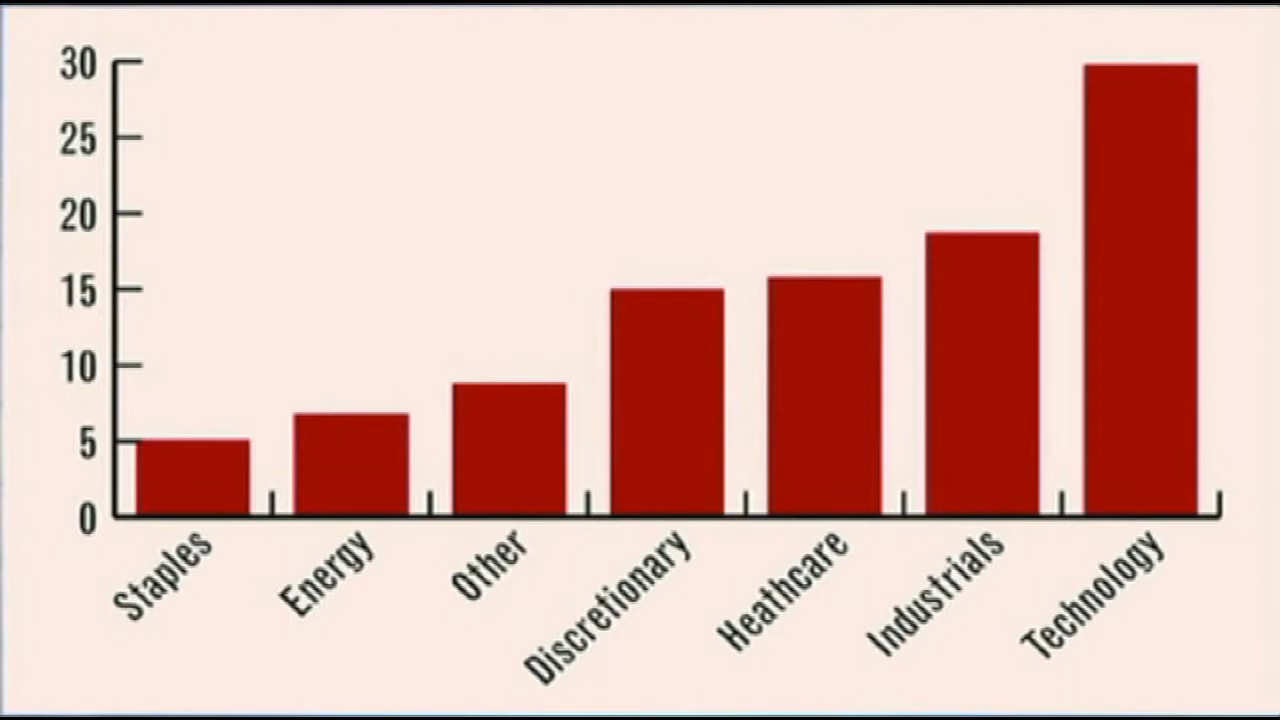 30
25
20
15
10
5
0
Staples
Energy
Other
Discretionary
Heathcare
Industrials
Technology